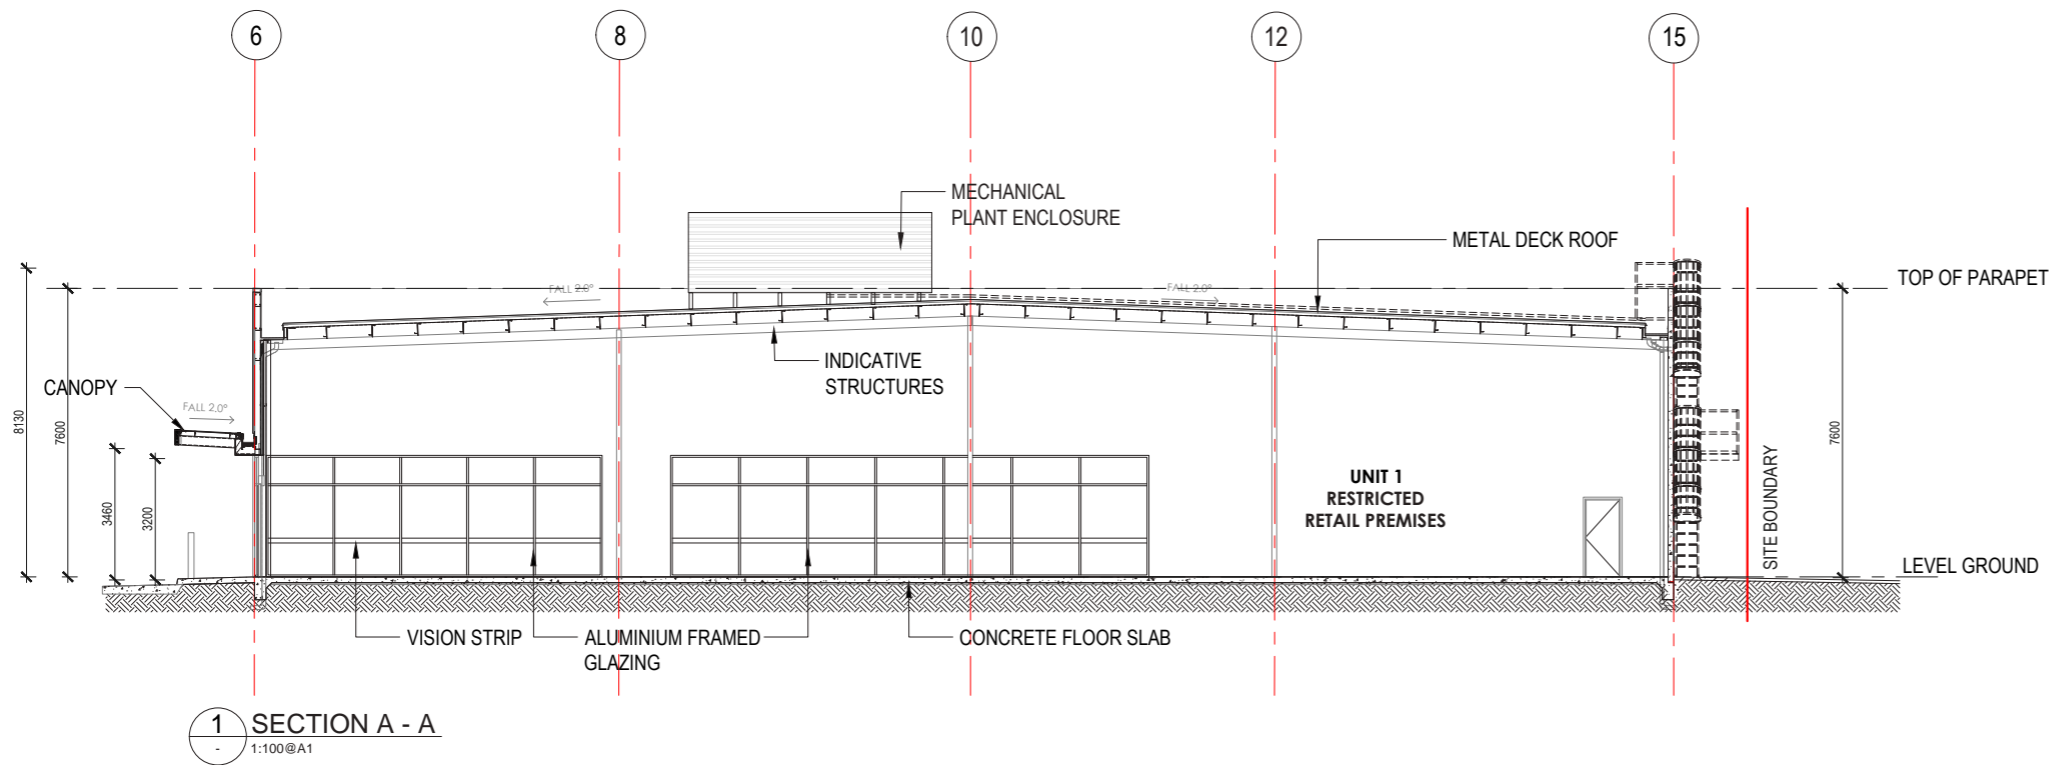 6
8
10
12
15
MECHANICAL
PLANT ENCLOSURE
METAL DECK ROOF
TOP OF PARAPET
FALL 2.0°
FALL 2.0°
INDICATIVE
STRUCTURES
CANOPY
FALL 2.0°
8130
7600
3460
3200
7600
UNIT 1
RESTRICTED
RETAIL PREMISES
SITE BOUNDARY
LEVEL GROUND
VISION STRIP
ALUMINIUM FRAMED
GLAZING
CONCRETE FLOOR SLAB
1
-
SECTION A - A
1:100@A1